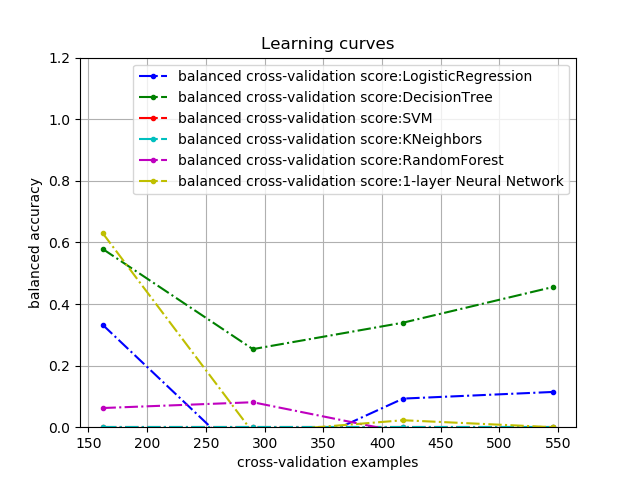 Learning curves
balanced cross-validation score:LogisticRegression
balanced cross-validation score:DecisionTree
balanced cross-validation score:SVM
balanced cross-validation score:KNeighbors
balanced cross-validation score:RandomForest
balanced cross-validation score:1-layer Neural Network
balanced accuracy
1.2
1.0
0.8
0.6
0.4
0.2
0.0
150 200 250 300 350 400 450 500 550
cross-validation examples